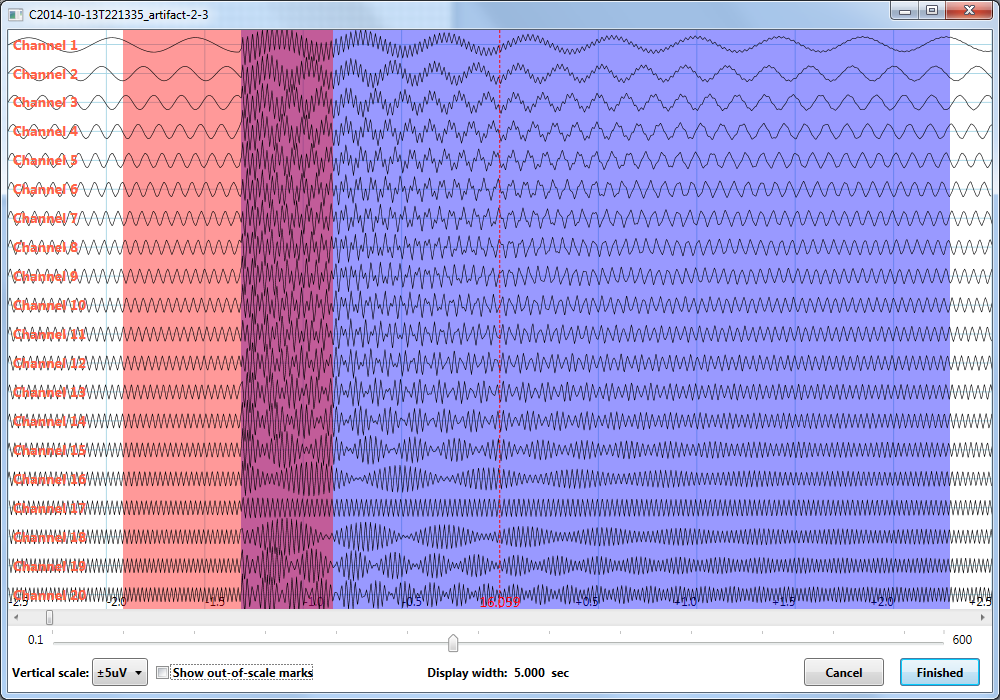 C2014-10-13T221335_artifact-2-3
Channel 1
Channel 2
Channel 3
Channel 4
Channel 5
Channel 6
Channel 7
Channel 8
Channel 9
Channel 10
Channel 11
Channel 12
Channel 13
Channel 14
Channel 15
Channel 16
Channel 17
Channel 18
Channel 19
Channel 20
-2.5 -2.0 -1.5 -1.0 -0.5 16.059 +0.5 +1.0 +1.5 +2.0 +2.5
0.1 600
Vertical scale: ±5uV Show out-of-scale marks Display width: 5.000 sec Cancel Finished